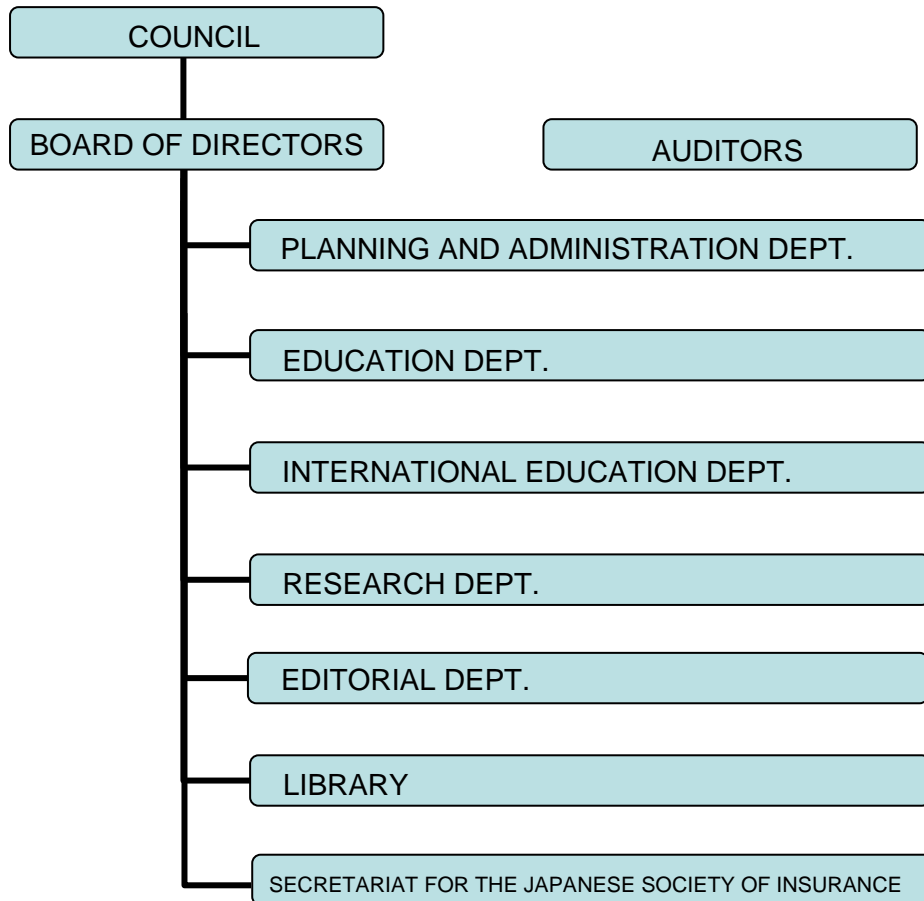 COUNCIL
BOARD OF DIRECTORS
AUDITORS
PLANNING AND ADMINISTRATION DEPT.
EDUCATION DEPT.
INTERNATIONAL EDUCATION DEPT.
RESEARCH DEPT.
EDITORIAL DEPT.
LIBRARY
SECRETARIAT FOR THE JAPANESE SOCIETY OF INSURANCE